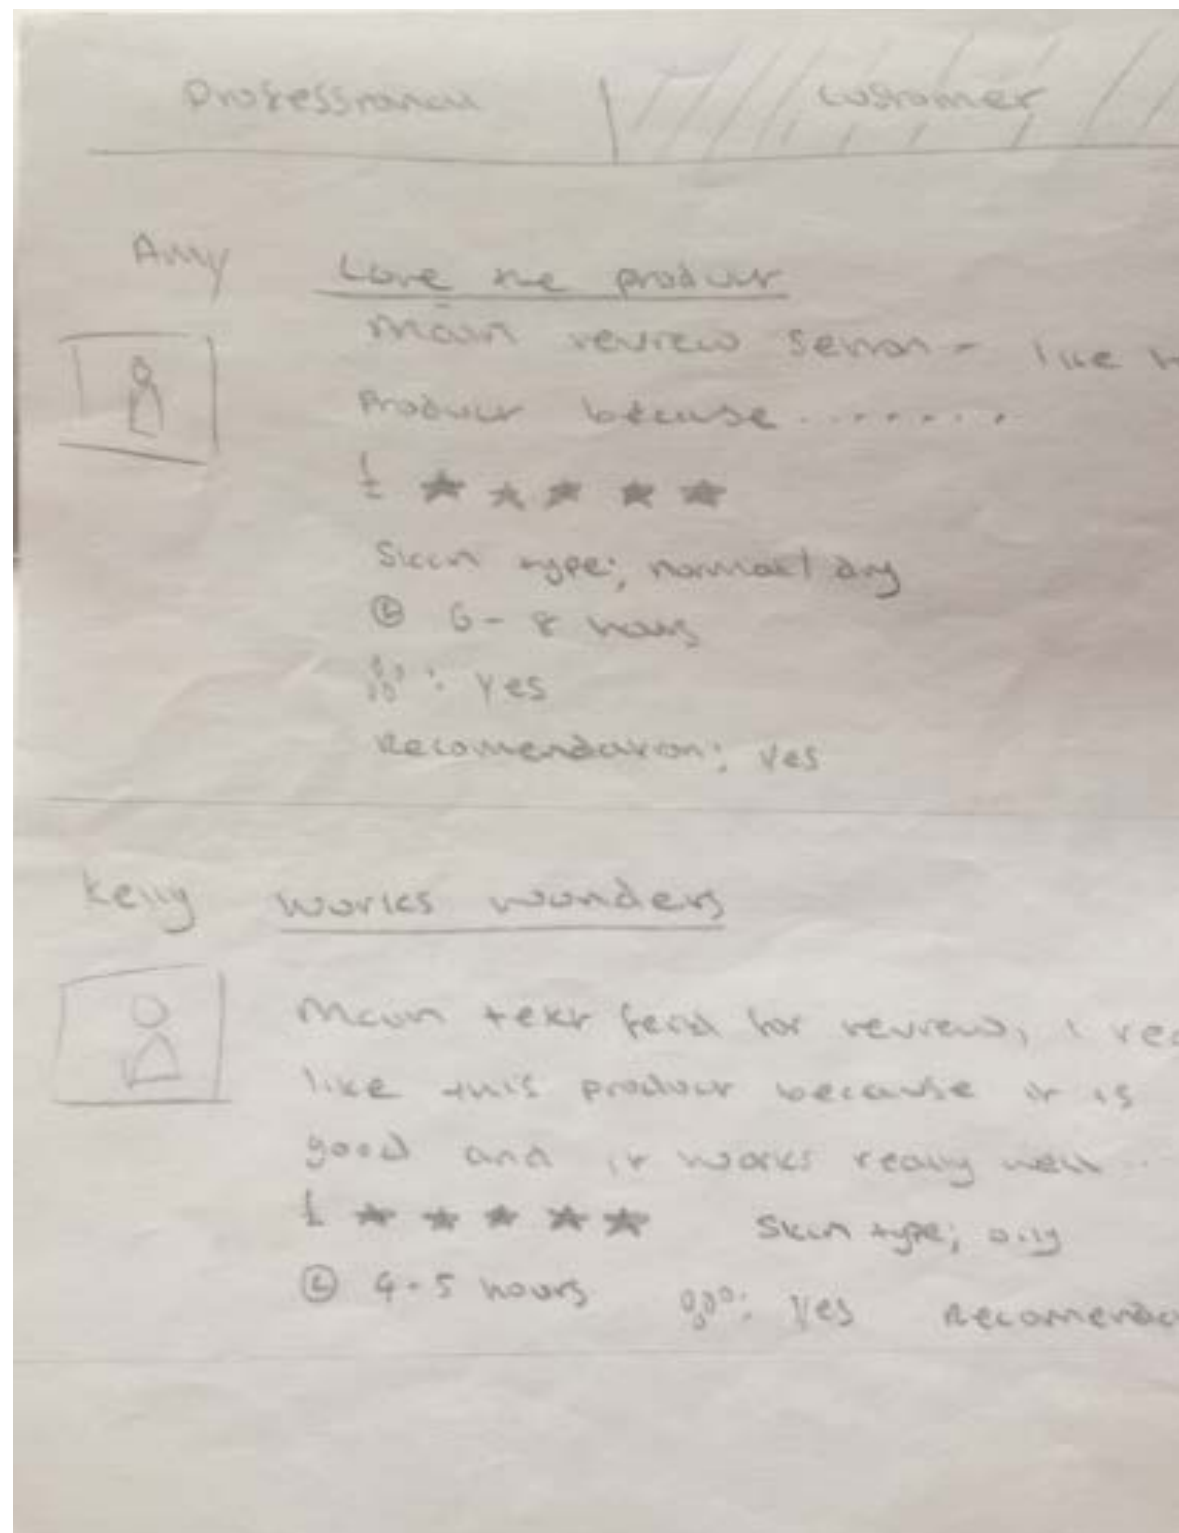 Professional
customer
Amy
Love the product
Main review serion - like
Product because ........
Skin type; normal / dry
6 - 8 hours
: Yes
Recomendation; Yes
Kelly
Works wonders
Main text feild for review, I
like this product because it is
good and it works really well ..
Skin type; oily
4-5 hours
: Yes